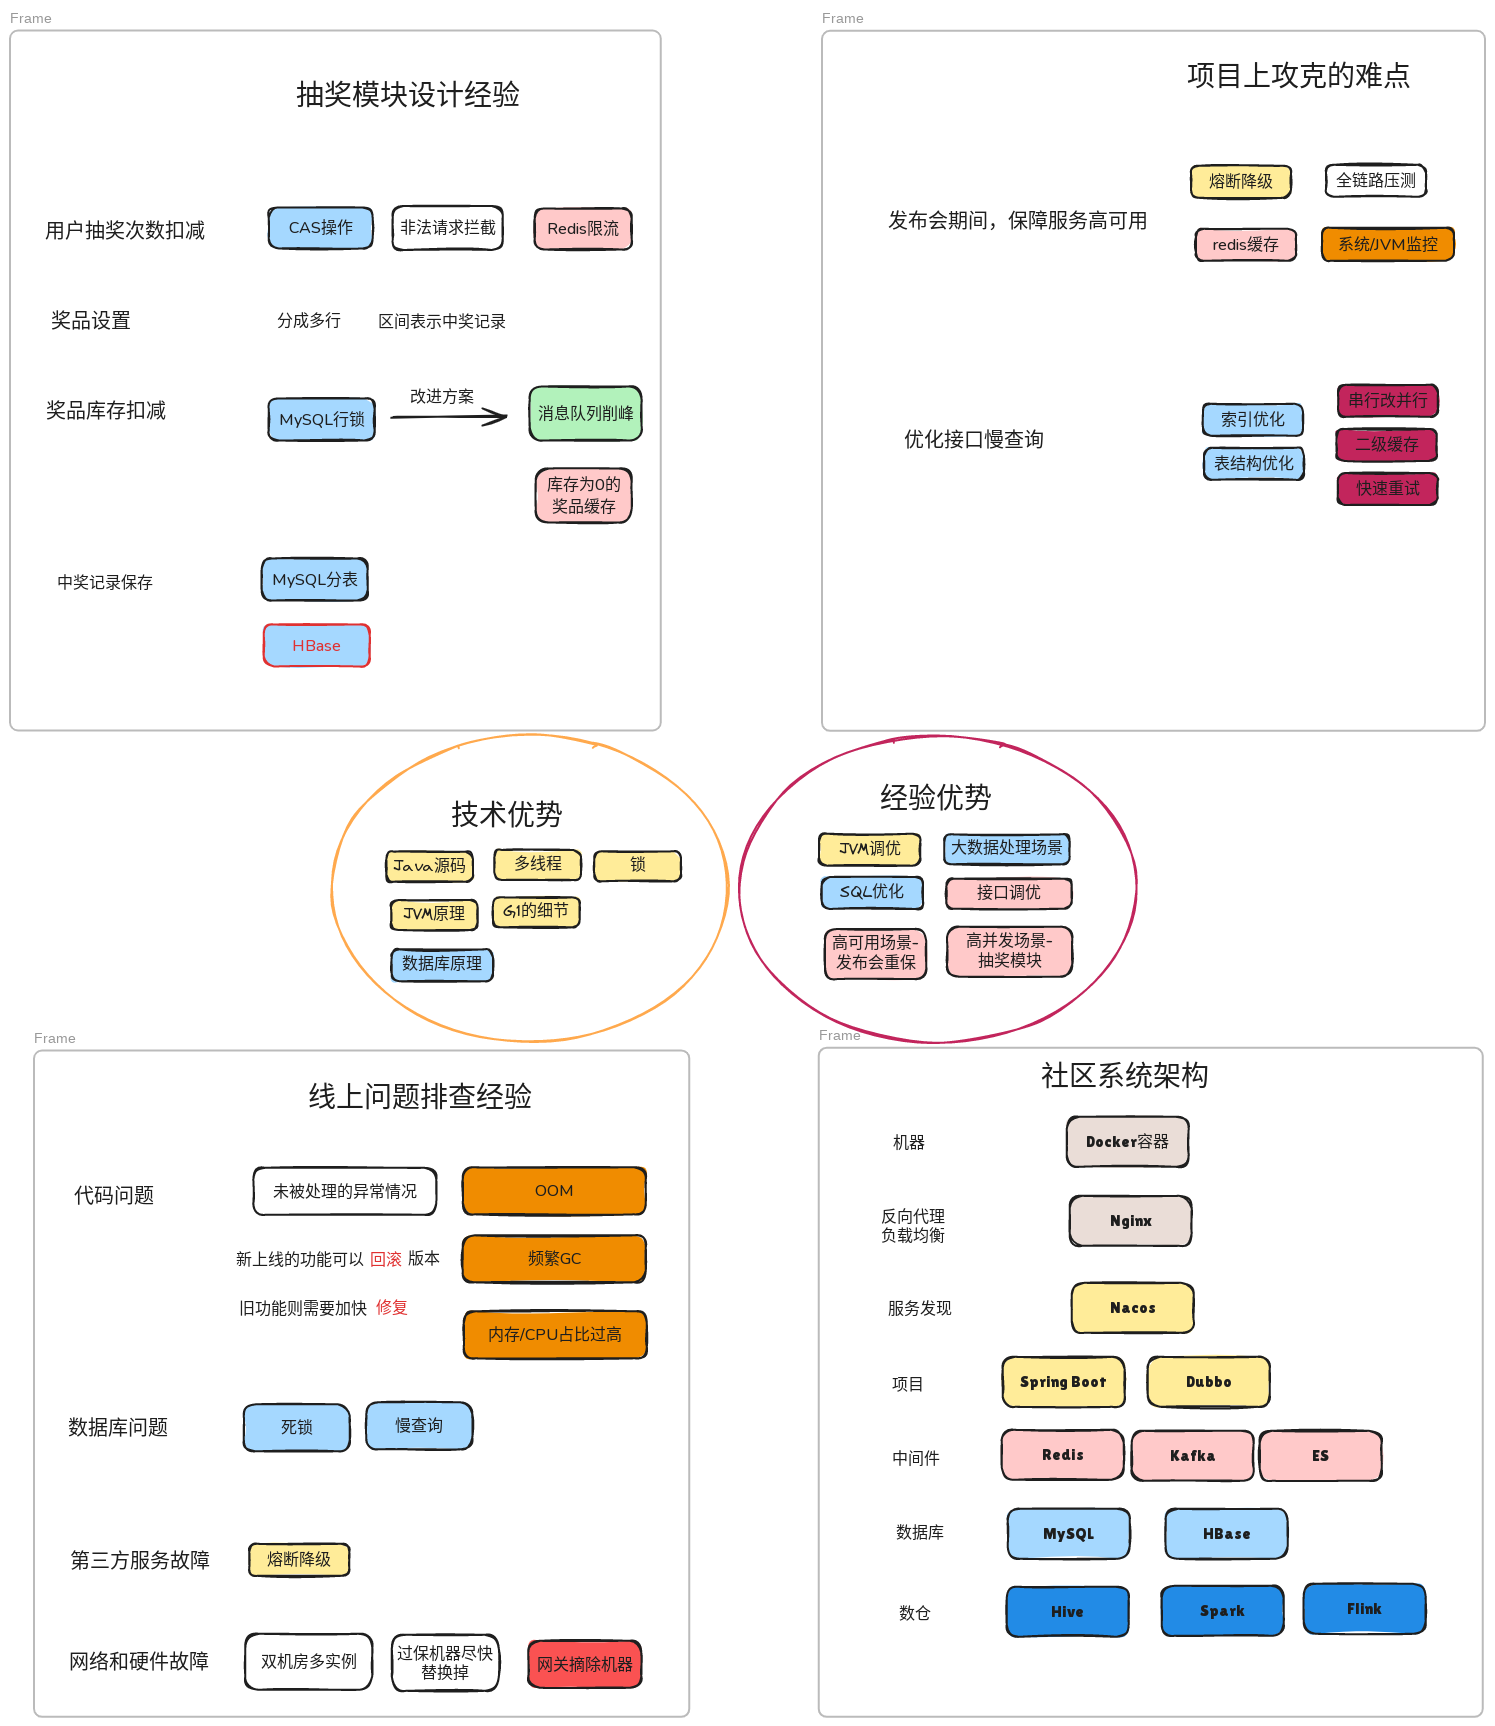 Frame
抽奖模块设计经验
用户抽奖次数扣减
CAS操作
非法请求拦截
Redis限流
奖品设置
分成多行
区间表示中奖记录
奖品库存扣减
MySQL行锁
改进方案
消息队列削峰
库存为0的
奖品缓存
中奖记录保存
MySQL分表
HBase
Frame
项目上攻克的难点
发布会期间，保障服务高可用
熔断降级
全链路压测
redis缓存
系统/JVM监控
优化接口慢查询
索引优化
表结构优化
串行改并行
二级缓存
快速重试
技术优势
Java源码
多线程
锁
JVM原理
G1的细节
数据库原理
经验优势
JVM调优
大数据处理场景
SQL优化
接口调优
高可用场景-
发布会重保
高并发场景-
抽奖模块
Frame
线上问题排查经验
代码问题
未被处理的异常情况
OOM
新上线的功能可以 回滚 版本
频繁GC
旧功能则需要加快 修复
内存/CPU占比过高
数据库问题
死锁
慢查询
第三方服务故障
熔断降级
网络和硬件故障
双机房多实例
过保机器尽快
替换掉
网关摘除机器
Frame
社区系统架构
机器
Docker容器
反向代理
负载均衡
Nginx
服务发现
Nacos
项目
Spring Boot
Dubbo
中间件
Redis
Kafka
ES
数据库
MySQL
HBase
数仓
Hive
Spark
Flink